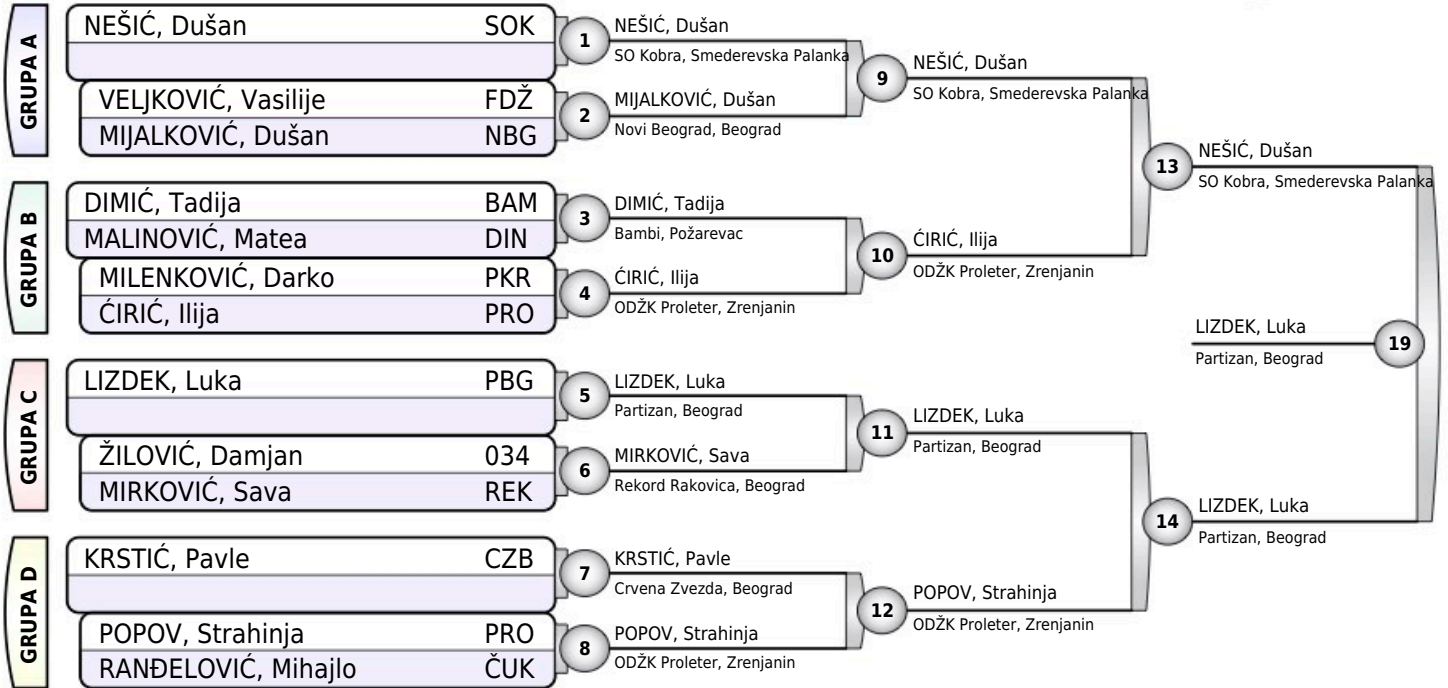 GRUPA A
NEŠIĆ, Dušan SOK
VELJKOVIĆ, Vasilije FDŽ
MIJALKOVIĆ, Dušan NBG
1
NEŠIĆ, Dušan
SO Kobra, Smederevska Palanka
2
MIJALKOVIĆ, Dušan
Novi Beograd, Beograd
9
NEŠIĆ, Dušan
SO Kobra, Smederevska Palanka
GRUPA B
DIMIĆ, Tadija BAM
MALINOVIĆ, Matea DIN
MILENKOVIĆ, Darko PKR
ĆIRIĆ, Ilija PRO
3
DIMIĆ, Tadija
Bambi, Požarevac
4
ĆIRIĆ, Ilija
ODŽK Proleter, Zrenjanin
10
ĆIRIĆ, Ilija
ODŽK Proleter, Zrenjanin
13
NEŠIĆ, Dušan
SO Kobra, Smederevska Palanka
GRUPA C
LIZDEK, Luka PBG
ŽILOVIĆ, Damjan 034
MIRKOVIĆ, Sava REK
5
LIZDEK, Luka
Partizan, Beograd
6
MIRKOVIĆ, Sava
Rekord Rakovica, Beograd
11
LIZDEK, Luka
Partizan, Beograd
GRUPA D
KRSTIĆ, Pavle CZB
POPOV, Strahinja PRO
RANĐELOVIĆ, Mihajlo ČUK
7
KRSTIĆ, Pavle
Crvena Zvezda, Beograd
8
POPOV, Strahinja
ODŽK Proleter, Zrenjanin
12
POPOV, Strahinja
ODŽK Proleter, Zrenjanin
14
LIZDEK, Luka
Partizan, Beograd
LIZDEK, Luka
Partizan, Beograd
19